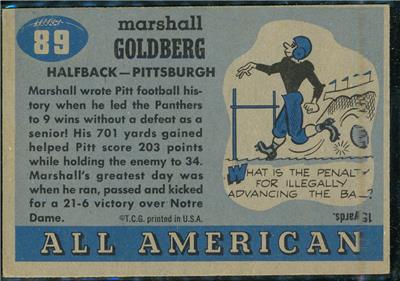 89
marshall
GOLDBERG
HALFBACK—PITTSBURGH
Marshall wrote Pitt football his-
tory when he led the Panthers
to 9 wins without a defeat as a
senior! His 701 yards gained
helped Pitt score 203 points
while holding the enemy to 34.
Marshall's greatest day was
when he ran, passed and kicked
for a 21-6 victory over Notre
Dame.
©T.C.G. printed in U.S.A.
WHAT IS THE PENALTY
FOR ILLEGALLY
ADVANCING THE BA
?
15 yards.
ALL AMERICAN